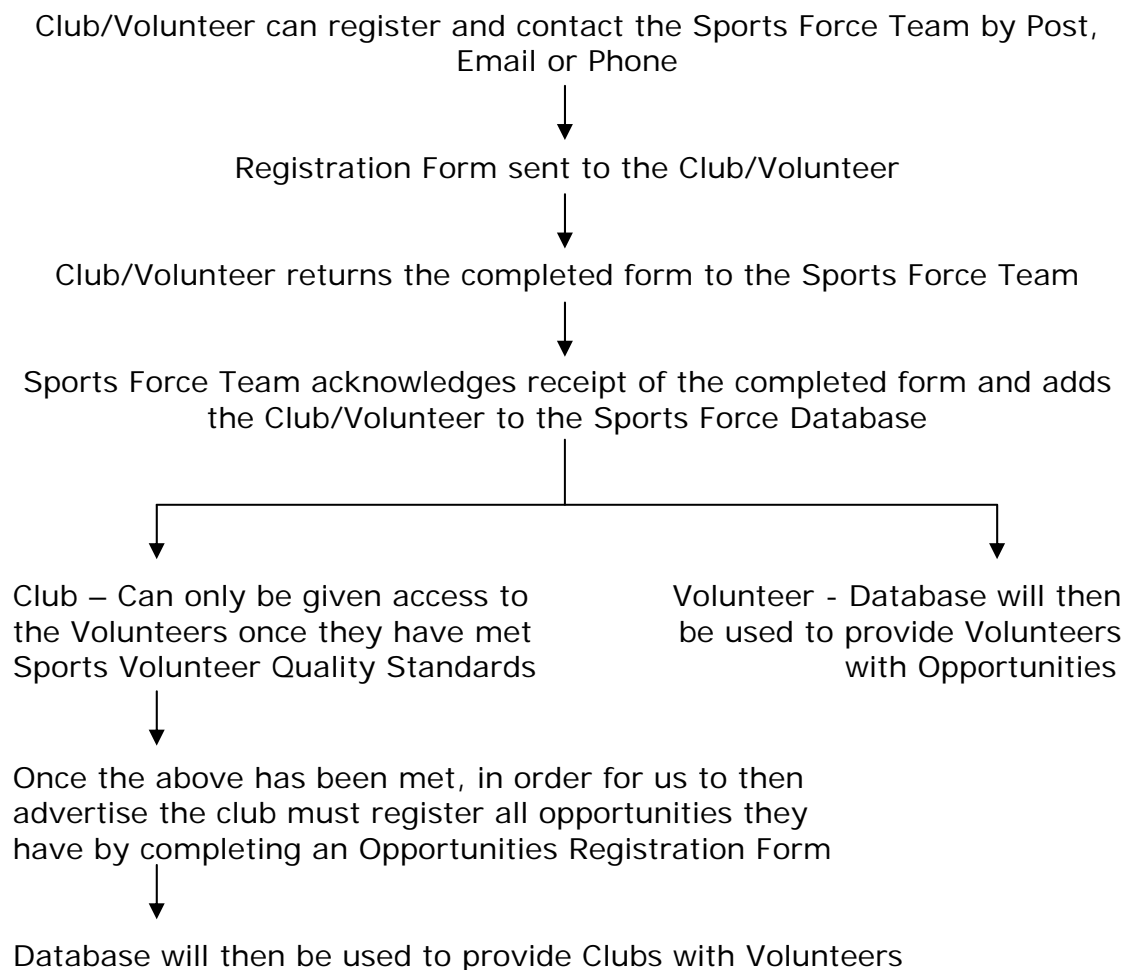 Club/Volunteer can register and contact the Sports Force Team by Post,
Email or Phone
Registration Form sent to the Club/Volunteer
Club/Volunteer returns the completed form to the Sports Force Team
Sports Force Team acknowledges receipt of the completed form and adds
the Club/Volunteer to the Sports Force Database
Club – Can only be given access to
the Volunteers once they have met
Sports Volunteer Quality Standards
Volunteer - Database will then
be used to provide Volunteers
with Opportunities
Once the above has been met, in order for us to then
advertise the club must register all opportunities they
have by completing an Opportunities Registration Form
Database will then be used to provide Clubs with Volunteers